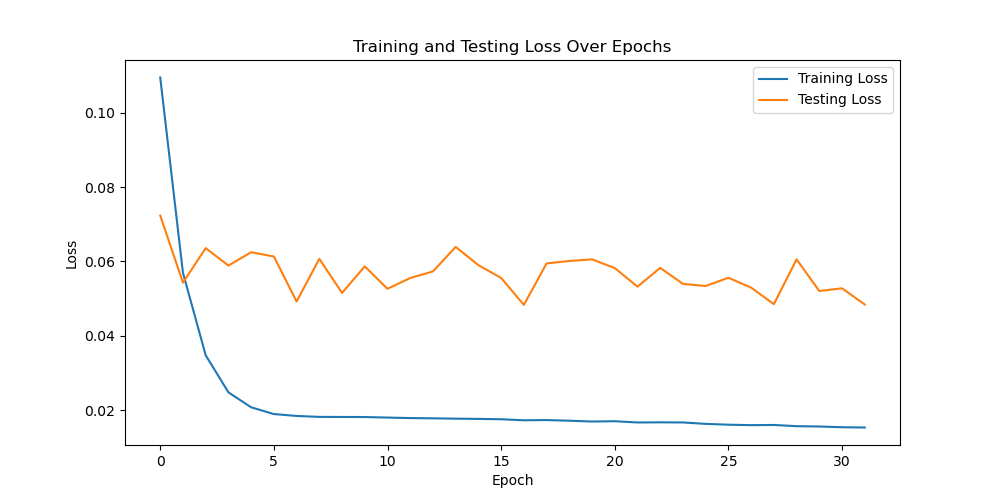 Training and Testing Loss Over Epochs
Training Loss
Testing Loss
Loss
0.10
0.08
0.06
0.04
0.02
0 5 10 15 20 25 30
Epoch